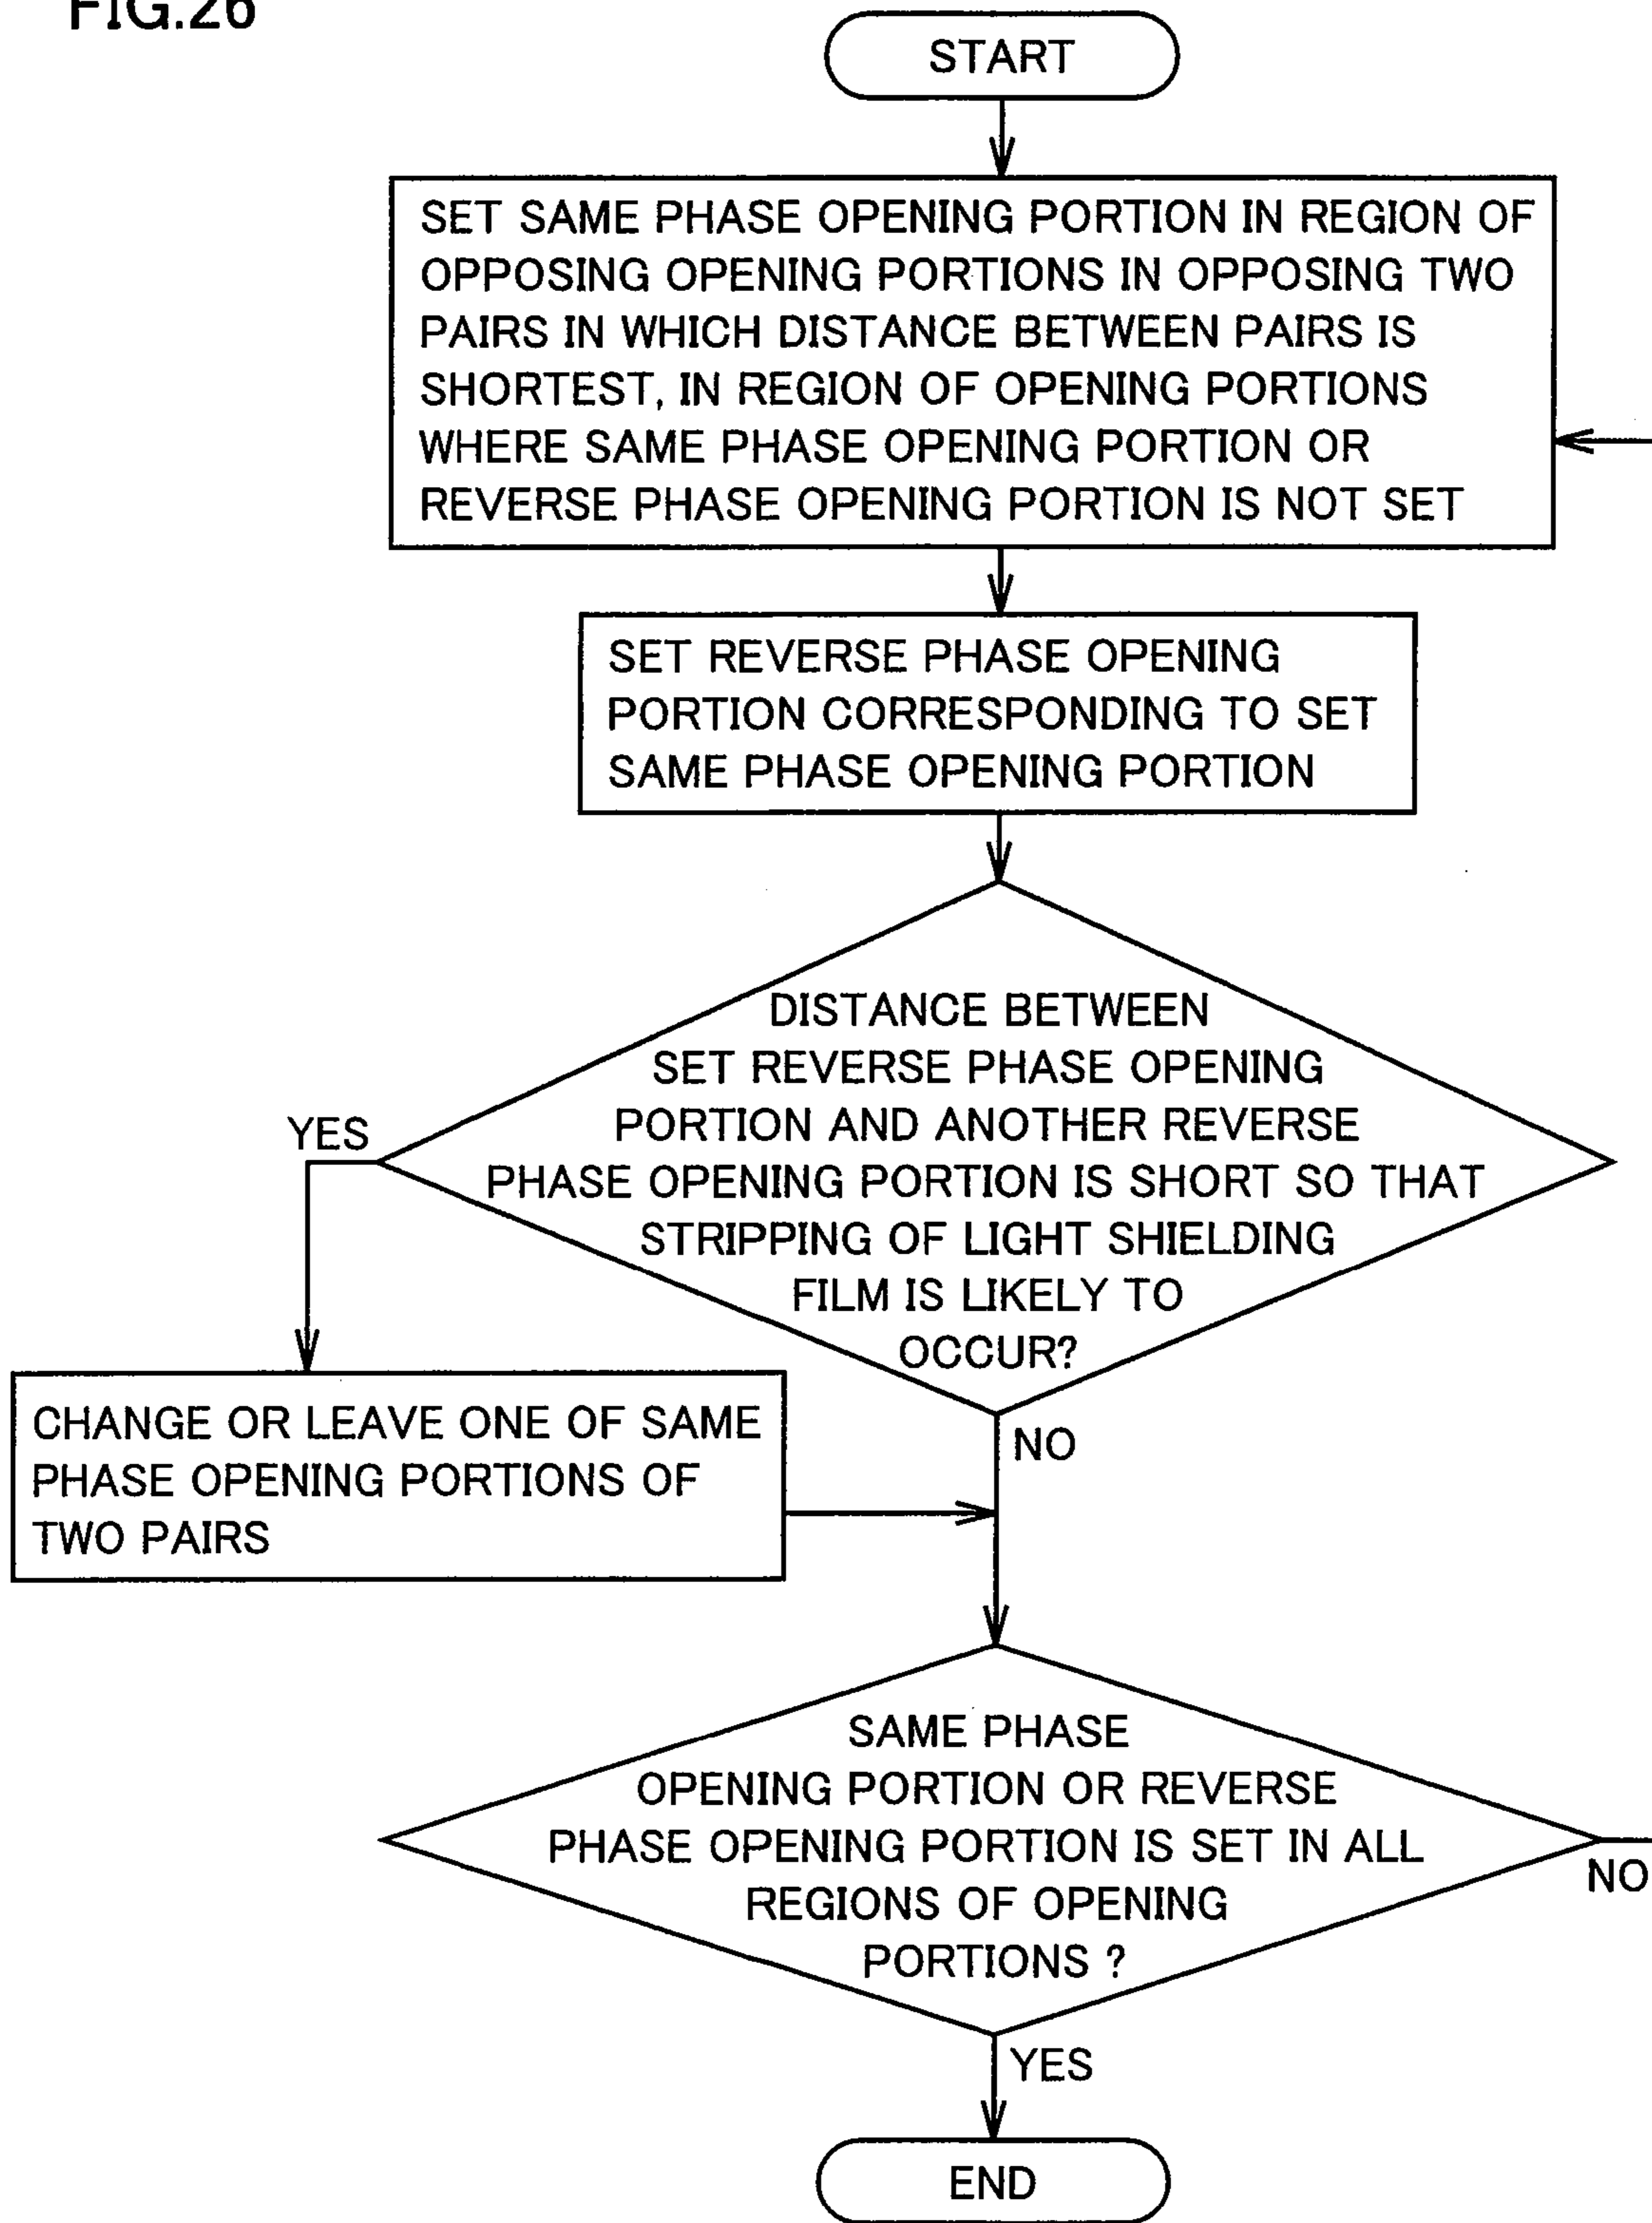 FIG.26
START
SET SAME PHASE OPENING PORTION IN REGION OF
OPPOSING OPENING PORTIONS IN OPPOSING TWO
PAIRS IN WHICH DISTANCE BETWEEN PAIRS IS
SHORTEST, IN REGION OF OPENING PORTIONS
WHERE SAME PHASE OPENING PORTION OR
REVERSE PHASE OPENING PORTION IS NOT SET
SET REVERSE PHASE OPENING
PORTION CORRESPONDING TO SET
SAME PHASE OPENING PORTION
DISTANCE BETWEEN
SET REVERSE PHASE OPENING
PORTION AND ANOTHER REVERSE
PHASE OPENING PORTION IS SHORT SO THAT
STRIPPING OF LIGHT SHIELDING
FILM IS LIKELY TO
OCCUR?
YES
CHANGE OR LEAVE ONE OF SAME
PHASE OPENING PORTIONS OF
TWO PAIRS
NO
SAME PHASE
OPENING PORTION OR REVERSE
PHASE OPENING PORTION IS SET IN ALL
REGIONS OF OPENING
PORTIONS ?
NO
YES
END